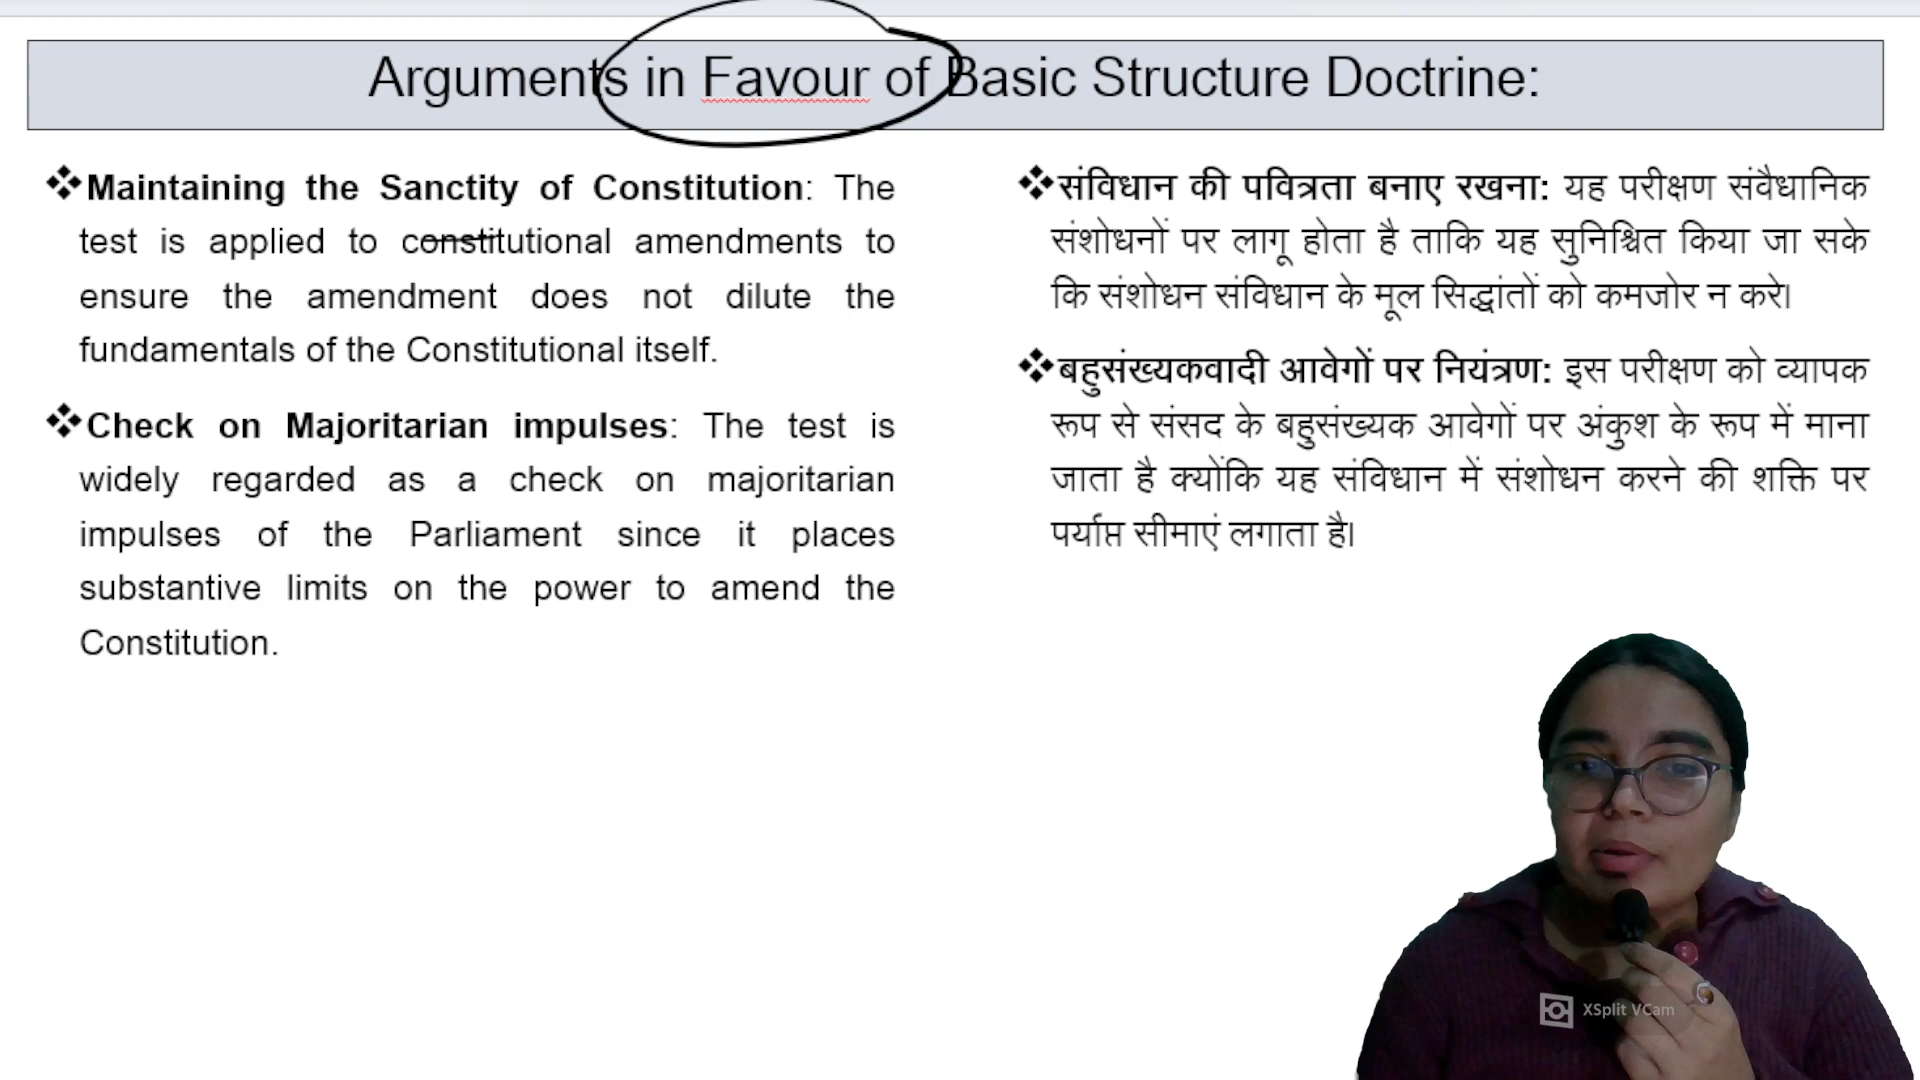 Arguments in Favour of Basic Structure Doctrine:
❖Maintaining the Sanctity of Constitution: The
test is applied to constitutional amendments to
ensure the amendment does not dilute the
fundamentals of the Constitutional itself.
❖Check on Majoritarian impulses: The test is
widely regarded as a check on majoritarian
impulses of the Parliament since it places
substantive limits on the power to amend the
Constitution.
❖संविधान की पवित्रता बनाए रखना: यह परीक्षण संवैधानिक
संशोधनों पर लागू होता है ताकि यह सुनिश्चित किया जा सके
कि संशोधन संविधान के मूल सिद्धांतों को कमजोर न करे।
❖बहुसंख्यकवादी आवेगों पर नियंत्रण: इस परीक्षण को व्यापक
रूप से संसद के बहुसंख्यक आवेगों पर अंकुश के रूप में माना
जाता है क्योंकि यह संविधान में संशोधन करने की शक्ति पर
पर्याप्त सीमाएं लगाता है।
XSplit VCam